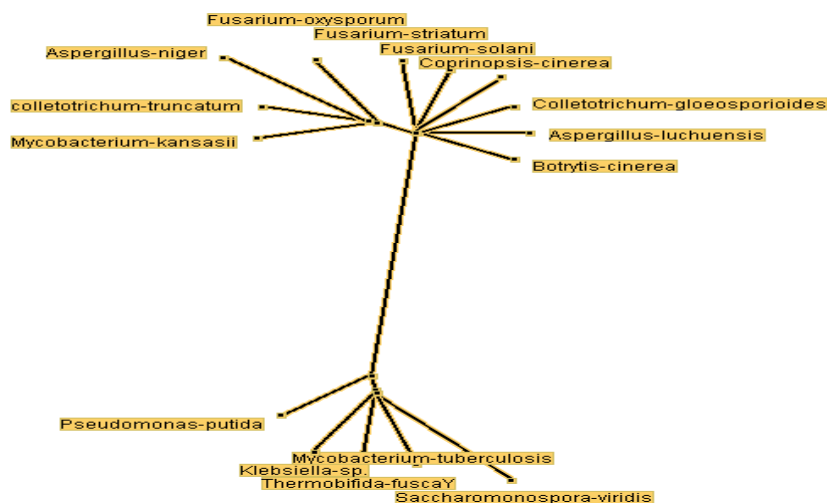 Fusarium-oxysporum
Fusarium-striatum
Aspergillus-niger
Fusarium-solani
Coprinopsis-cinerea
colletotrichum-truncatum
Colletotrichum-gloeosporioides
Aspergillus-luchuensis
Mycobacterium-kansasii
Botrytis-cinerea
Pseudomonas-putida
Mycobacterium-tuberculosis
Klebsiella-sp.
Thermobifida-fuscaY
Saccharomonospora-viridis